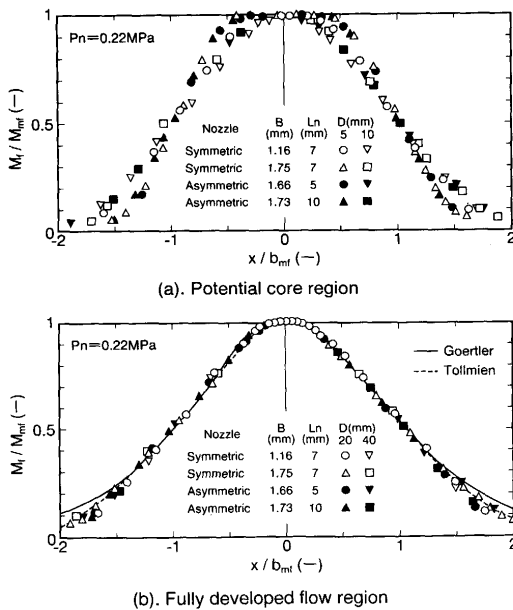 Pn=0.22MPa
1
0.5
0
Mf / Mmf (—)
Nozzle B (mm) Ln (mm) D(mm) 5 10
Symmetric 1.16 7 ○ ▽
Symmetric 1.75 7 △ □
Asymmetric 1.66 5 ● ▼
Asymmetric 1.73 10 ▲ ■
-2 -1 0 1 2
x / bmf (—)
(a). Potential core region
Pn=0.22MPa
Goertler
Tollmien
1
0.5
0
Mf / Mmf (—)
Nozzle B (mm) Ln (mm) D(mm) 20 40
Symmetric 1.16 7 ○ ▽
Symmetric 1.75 7 △ □
Asymmetric 1.66 5 ● ▼
Asymmetric 1.73 10 ▲ ■
-2 -1 0 1 2
x / bmf (—)
(b). Fully developed flow region